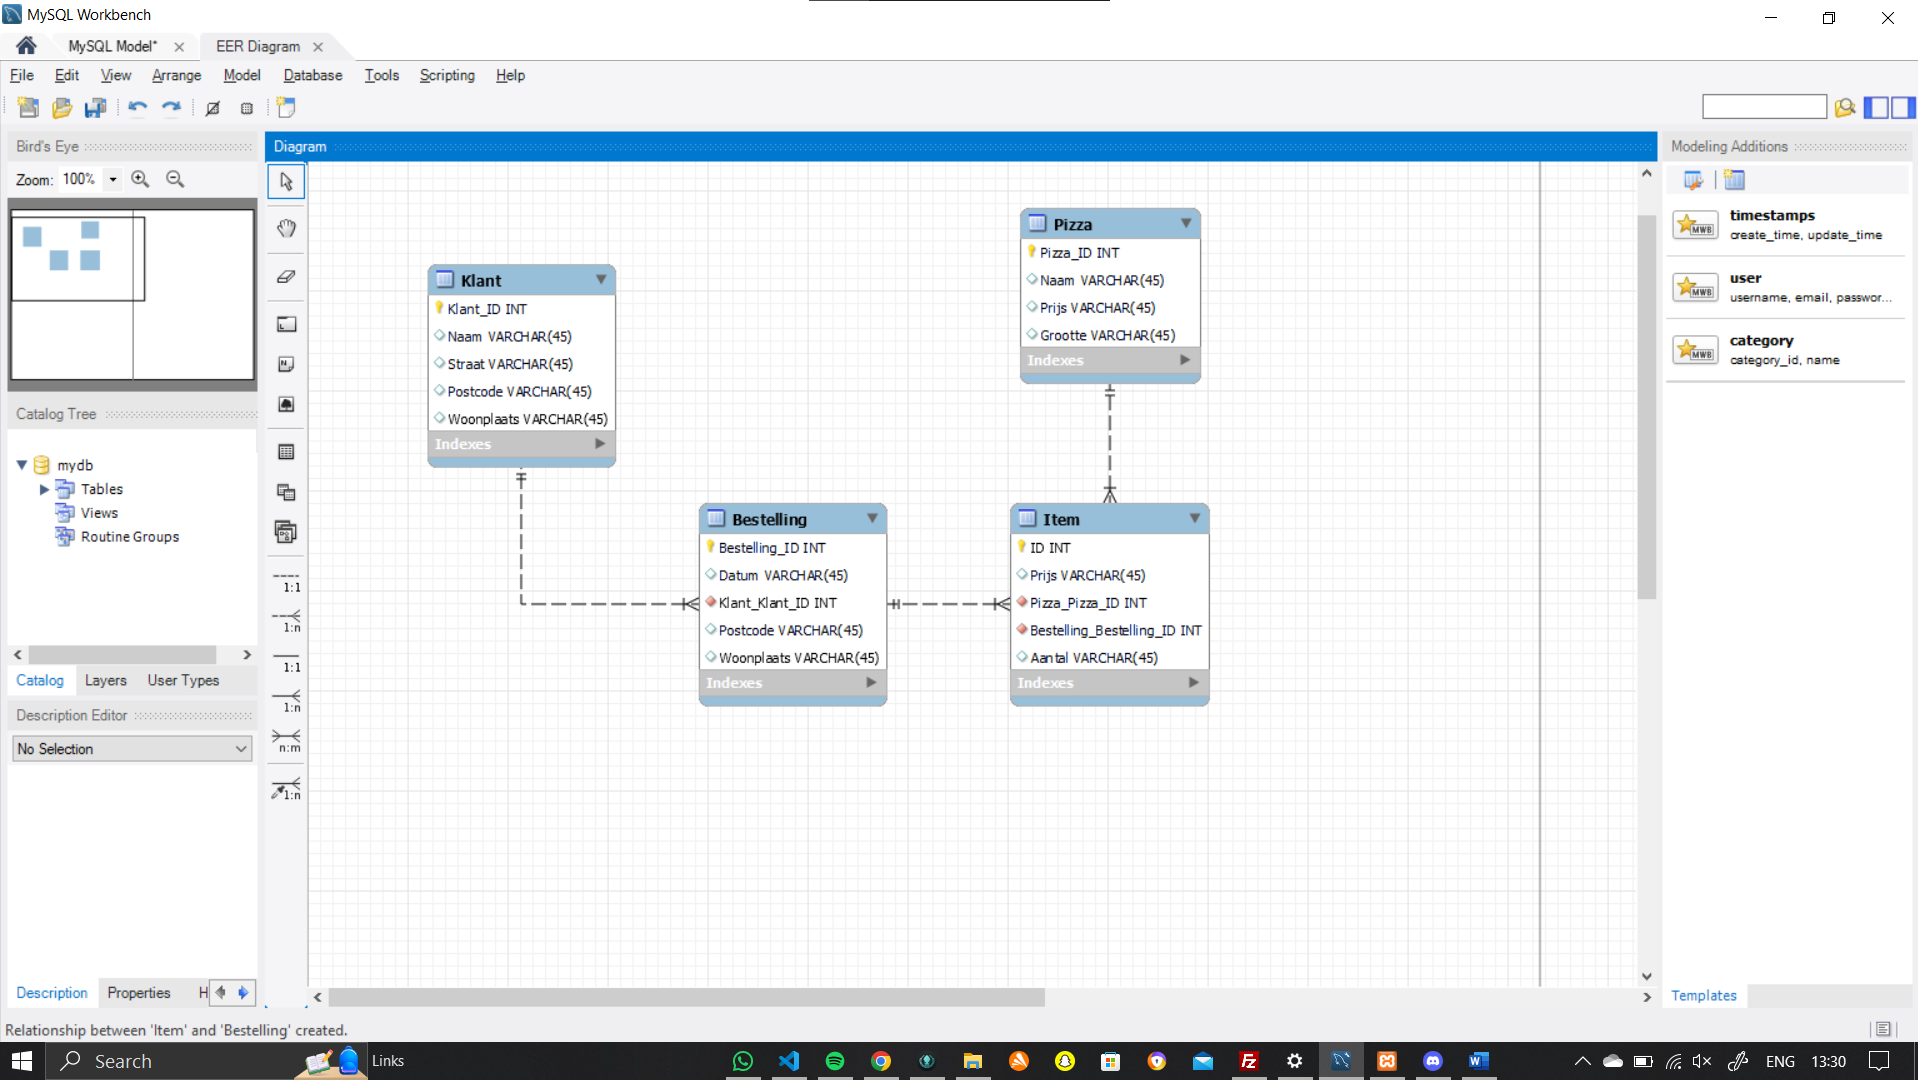 MySQL Workbench
MySQL Model*
EER Diagram
File Edit View Arrange Model Database Tools Scripting Help
Bird's Eye
Zoom: 100%
Catalog Tree
mydb
Tables
Views
Routine Groups
Catalog Layers User Types
Description Editor
No Selection
Description Properties H
Diagram
1:1
1:n
1:1
1:n
n:m
1:n
Klant
Klant_ID INT
Naam VARCHAR(45)
Straat VARCHAR(45)
Postcode VARCHAR(45)
Woonplaats VARCHAR(45)
Indexes
Pizza
Pizza_ID INT
Naam VARCHAR(45)
Prijs VARCHAR(45)
Grootte VARCHAR(45)
Indexes
Bestelling
Bestelling_ID INT
Datum VARCHAR(45)
Klant_Klant_ID INT
Postcode VARCHAR(45)
Woonplaats VARCHAR(45)
Indexes
Item
ID INT
Prijs VARCHAR(45)
Pizza_Pizza_ID INT
Bestelling_Bestelling_ID INT
Aantal VARCHAR(45)
Indexes
Modeling Additions
MWB
timestamps
create_time, update_time
MWB
user
username, email, passwor...
MWB
category
category_id, name
Templates
Relationship between 'Item' and 'Bestelling' created.
Search
Links
ENG 13:30